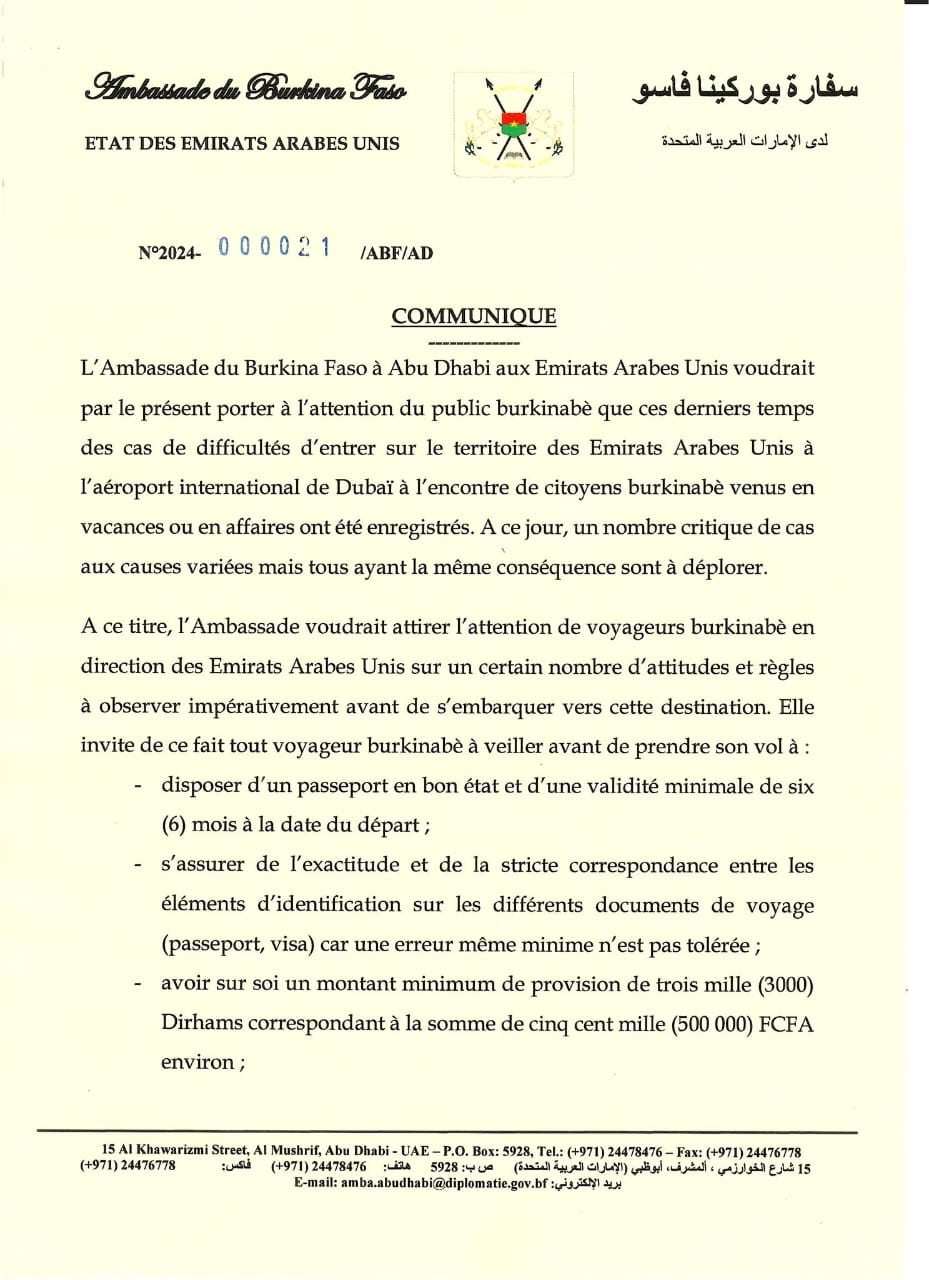 Ambassade du Burkina Faso
ETAT DES EMIRATS ARABES UNIS
سفارة بوركينا فاسو
لدى الإمارات العربية المتحدة
N°2024- 000021 /ABF/AD
COMMUNIQUE
-------------
L'Ambassade du Burkina Faso à Abu Dhabi aux Emirats Arabes Unis voudrait
par le présent porter à l'attention du public burkinabè que ces derniers temps
des cas de difficultés d'entrer sur le territoire des Emirats Arabes Unis à
l'aéroport international de Dubaï à l'encontre de citoyens burkinabè venus en
vacances ou en affaires ont été enregistrés. A ce jour, un nombre critique de cas
aux causes variées mais tous ayant la même conséquence sont à déplorer.
A ce titre, l'Ambassade voudrait attirer l'attention de voyageurs burkinabè en
direction des Emirats Arabes Unis sur un certain nombre d'attitudes et règles
à observer impérativement avant de s'embarquer vers cette destination. Elle
invite de ce fait tout voyageur burkinabè à veiller avant de prendre son vol à :
- disposer d'un passeport en bon état et d'une validité minimale de six
(6) mois à la date du départ ;
- s'assurer de l'exactitude et de la stricte correspondance entre les
éléments d'identification sur les différents documents de voyage
(passeport, visa) car une erreur même minime n'est pas tolérée ;
- avoir sur soi un montant minimum de provision de trois mille (3000)
Dirhams correspondant à la somme de cinq cent mille (500 000) FCFA
environ ;
15 Al Khawarizmi Street, Al Mushrif, Abu Dhabi - UAE – P.O. Box: 5928, Tel.: (+971) 24478476 – Fax: (+971) 24476778
15 شارع الخوارزمي ، ألمشرف، أبوظبي (الإمارات العربية المتحدة) ص ب: 5928 هاتف: (+971) 24478476 فاكس: (+971) 24476778
E-mail: amba.abudhabi@diplomatie.gov.bf :بريد الإلكتروني